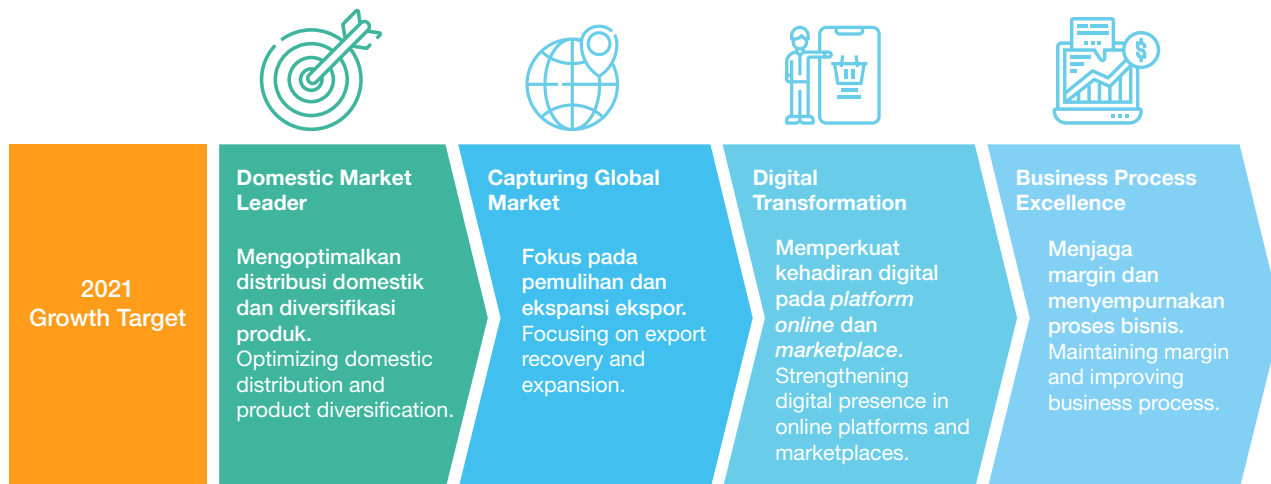 2021
Growth Target
Domestic Market
Leader
Mengoptimalkan
distribusi domestik
dan diversifikasi
produk.
Optimizing domestic
distribution and
product diversification.
Capturing Global
Market
Fokus pada
pemulihan dan
ekspansi ekspor.
Focusing on export
recovery and
expansion.
Digital
Transformation
Memperkuat
kehadiran digital
pada platform
online dan
marketplace.
Strengthening
digital presence in
online platforms and
marketplaces.
Business Process
Excellence
Menjaga
margin dan
menyempurnakan
proses bisnis.
Maintaining margin
and improving
business process.
$